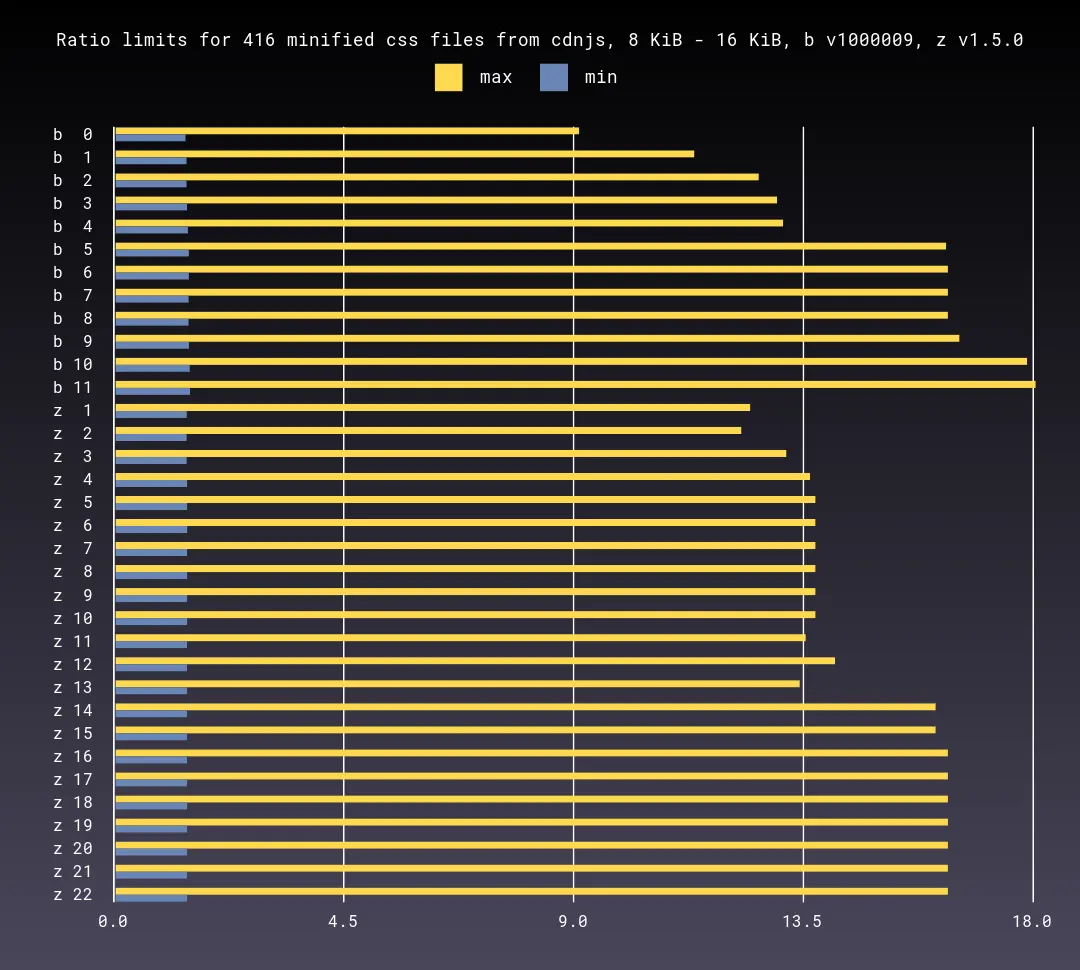 Ratio limits for 416 minified css files from cdnjs, 8 KiB - 16 KiB, b v1000009, z v1.5.0
max min
b 0
b 1
b 2
b 3
b 4
b 5
b 6
b 7
b 8
b 9
b 10
b 11
z 1
z 2
z 3
z 4
z 5
z 6
z 7
z 8
z 9
z 10
z 11
z 12
z 13
z 14
z 15
z 16
z 17
z 18
z 19
z 20
z 21
z 22
0.0 4.5 9.0 13.5 18.0